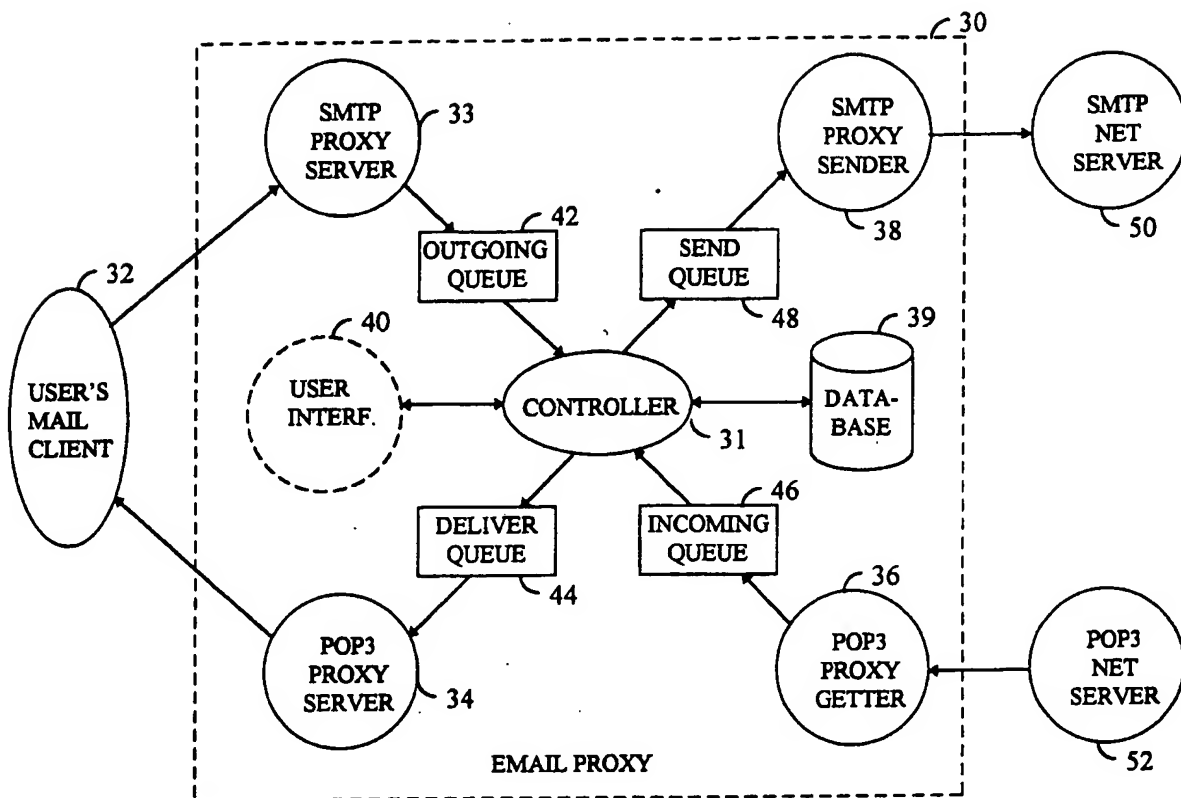 30
SMTP
PROXY
SERVER
33
SMTP
PROXY
SENDER
38
SMTP
NET
SERVER
50
42
OUTGOING
QUEUE
SEND
QUEUE
48
32
USER'S
MAIL
CLIENT
40
USER
INTERF.
CONTROLLER
31
39
DATA-
BASE
DELIVER
QUEUE
44
46
INCOMING
QUEUE
POP3
PROXY
SERVER
34
36
POP3
PROXY
GETTER
POP3
NET
SERVER
52
EMAIL PROXY